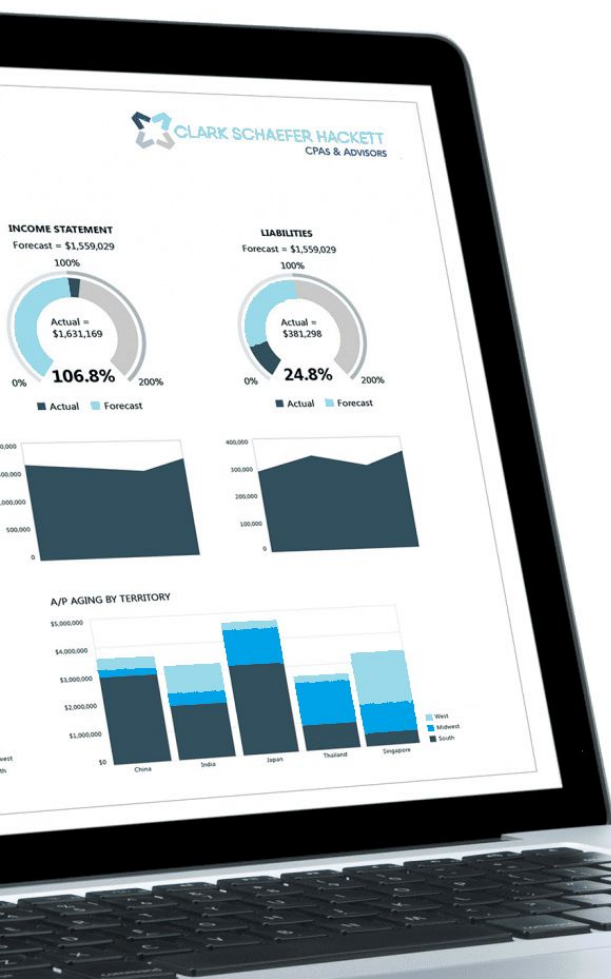 CLARK SCHAEFER HACKETT
CPAs & ADVISORS
INCOME STATEMENT
Forecast = $1,559,029
100%
Actual =
$1,631,169
0%
106.8%
200%
Actual
Forecast
LIABILITIES
Forecast = $1,559,029
100%
Actual =
$381,298
0%
24.8%
200%
Actual
Forecast
500,000
0
400,000
300,000
200,000
100,000
0
A/P AGING BY TERRITORY
$5,000,000
$4,000,000
$3,000,000
$2,000,000
$1,000,000
$0
China
India
Japan
Thailand
Singapore
West
Midwest
South